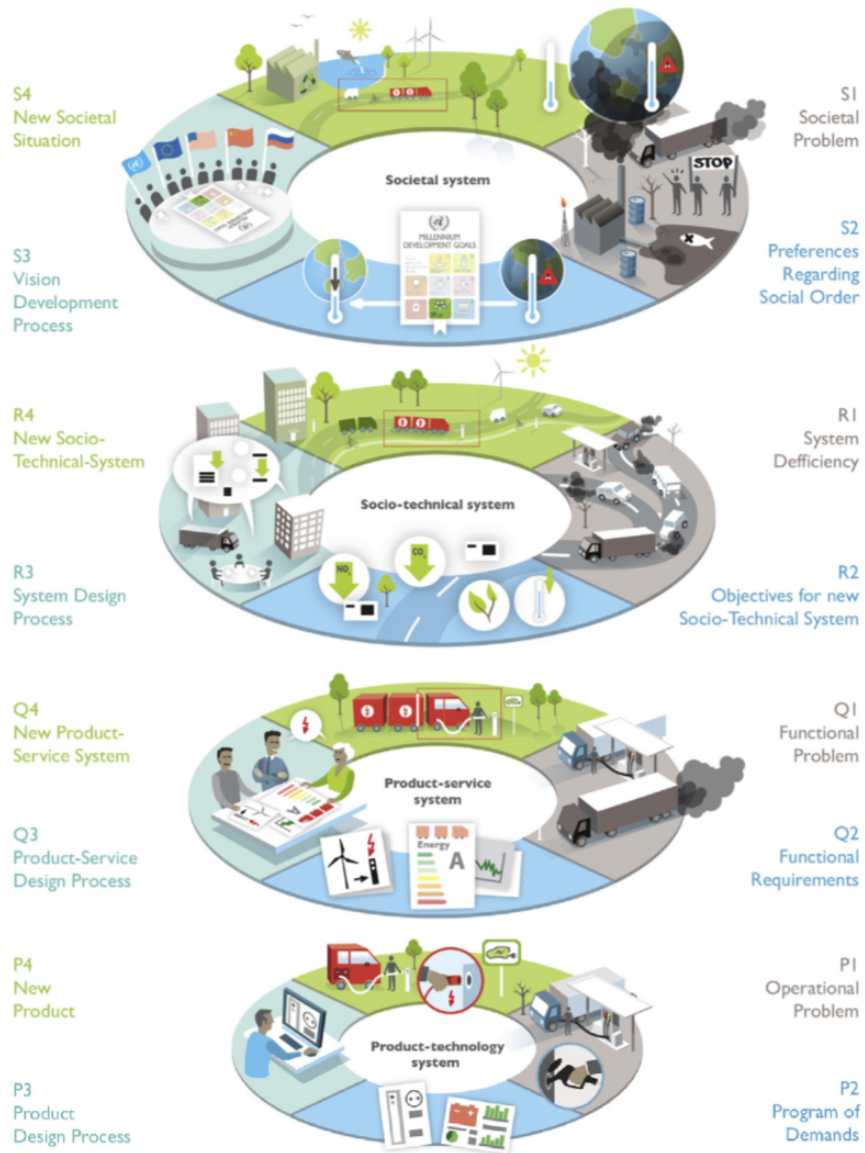 S4
New Societal
Situation
S1
Societal
Problem
STOP
Societal system
MILLENNIUM
DEVELOPMENT GOALS
S3
Vision
Development
Process
S2
Preferences
Regarding
Social Order
R4
New Socio-
Technical-System
R1
System
Defficiency
Socio-technical system
NO
CO₂
R3
System Design
Process
R2
Objectives for new
Socio-Technical System
Q4
New Product-
Service System
Q1
Functional
Problem
Product-service
system
Q3
Product-Service
Design Process
Energy
A
Q2
Functional
Requirements
P4
New
Product
P1
Operational
Problem
Product-technology
system
P3
Product
Design Process
P2
Program of
Demands